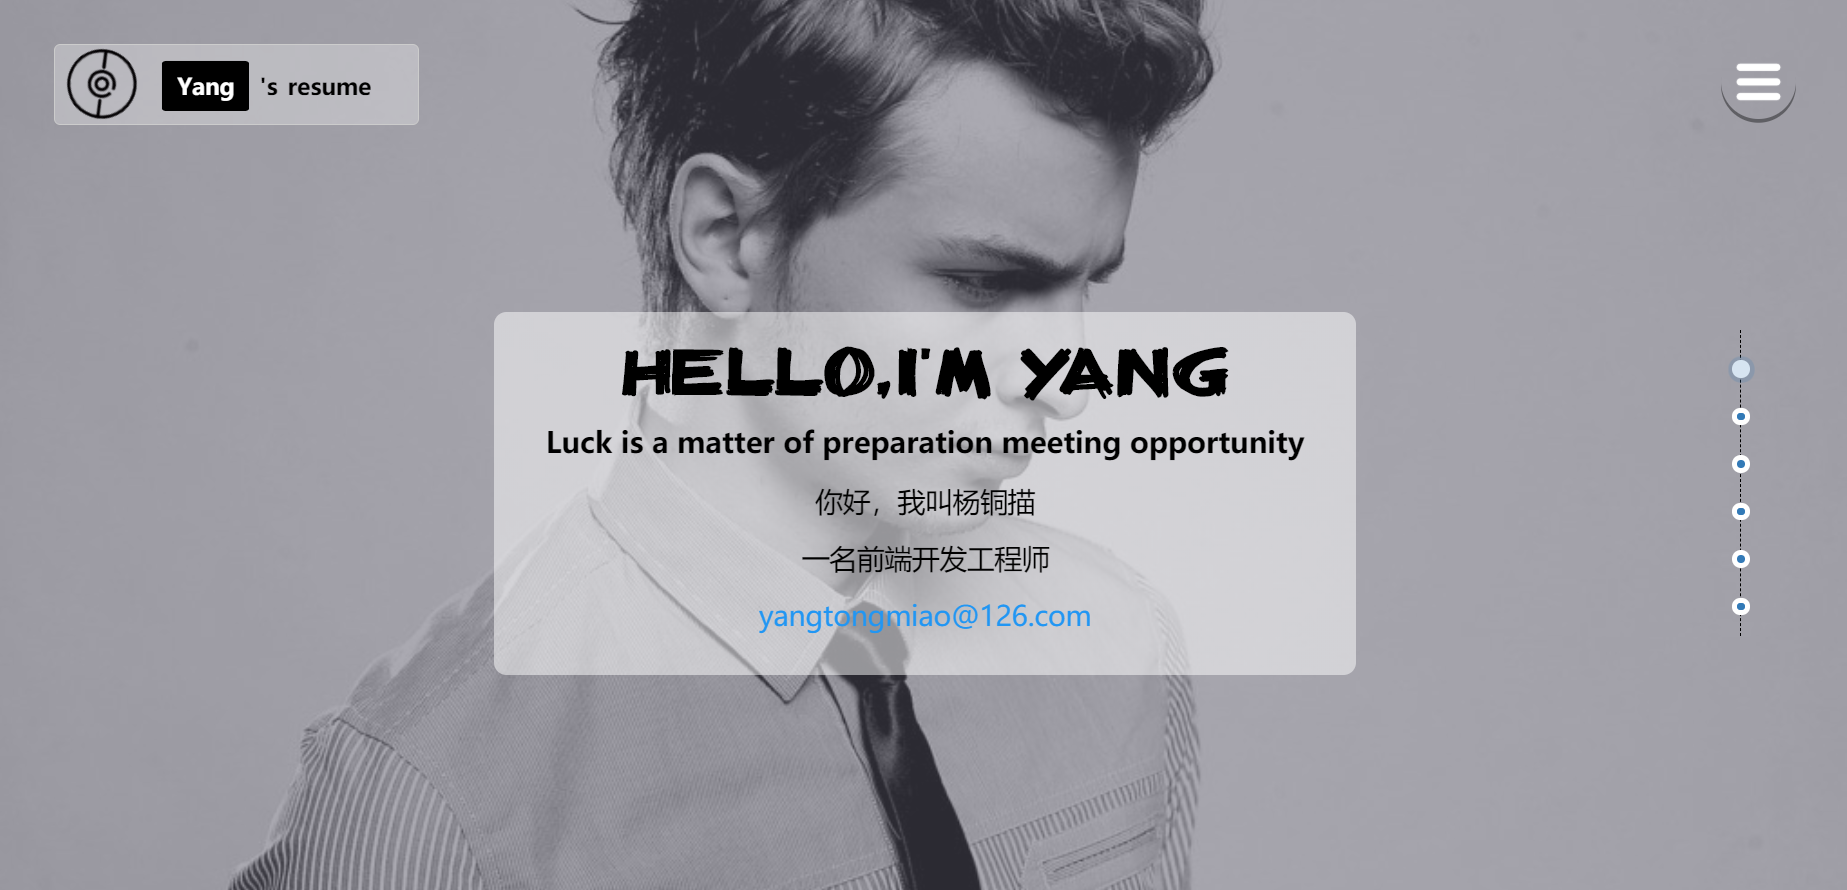 Yang 's resume
HELLO,I'M YANG
Luck is a matter of preparation meeting opportunity
你好，我叫杨铜描
一名前端开发工程师
yangtongmiao@126.com